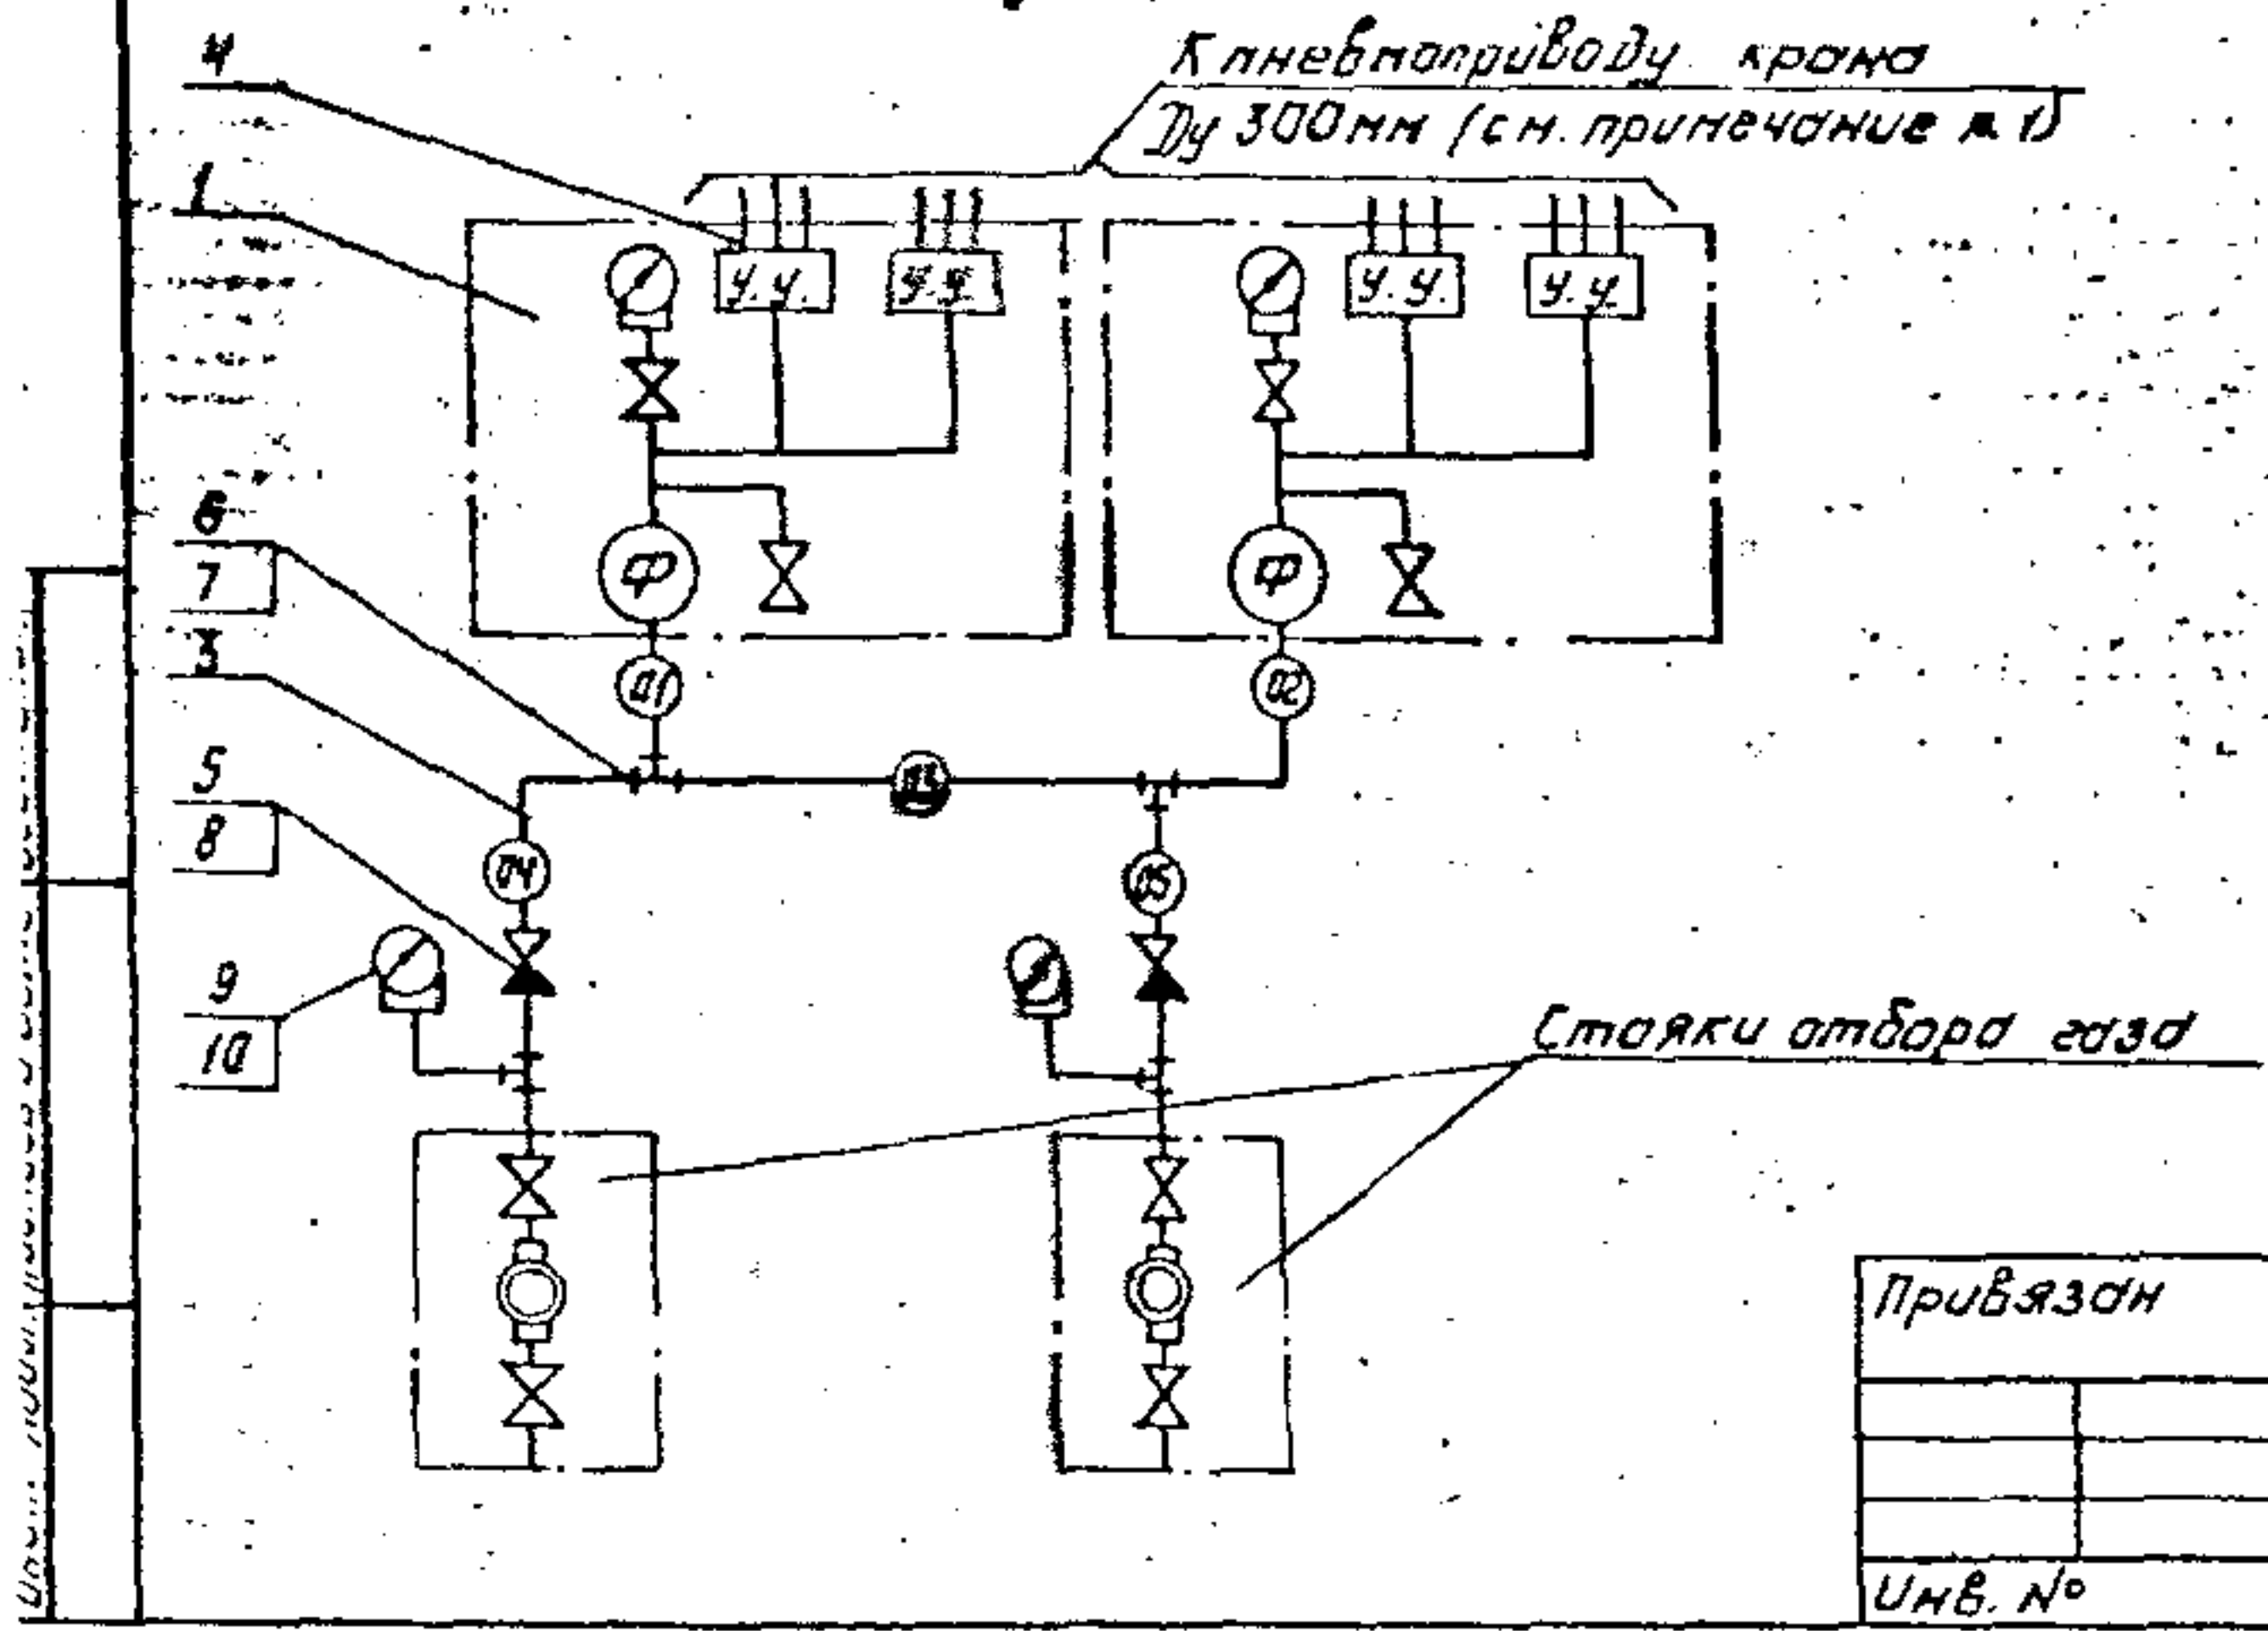 К пневмоприводу крана
Ду 300мм (см. примечание п 1)
4
1
У.У.
У.У.
У.У.
У.У.
6
7
3
Ф
Ф
01
02
5
8
03
04
05
9
10
Стояки отбора газа
Привязан
Инв. №